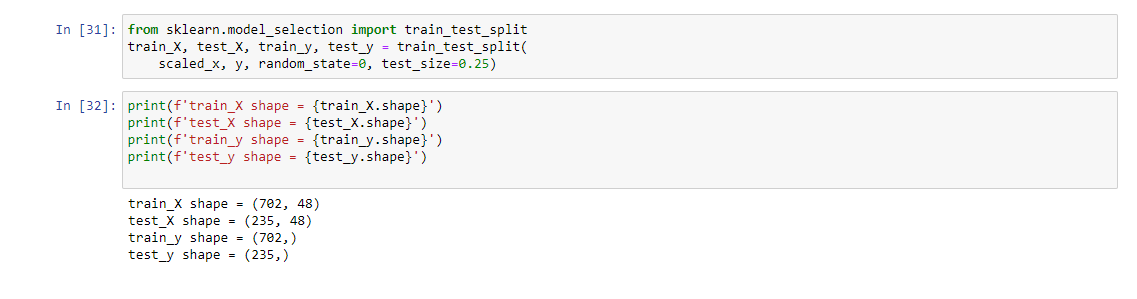 In [31]: from sklearn.model_selection import train_test_split
train_X, test_X, train_y, test_y = train_test_split(
    scaled_x, y, random_state=0, test_size=0.25)
In [32]: print(f'train_X shape = {train_X.shape}')
print(f'test_X shape = {test_X.shape}')
print(f'train_y shape = {train_y.shape}')
print(f'test_y shape = {test_y.shape}')
train_X shape = (702, 48)
test_X shape = (235, 48)
train_y shape = (702,)
test_y shape = (235,)